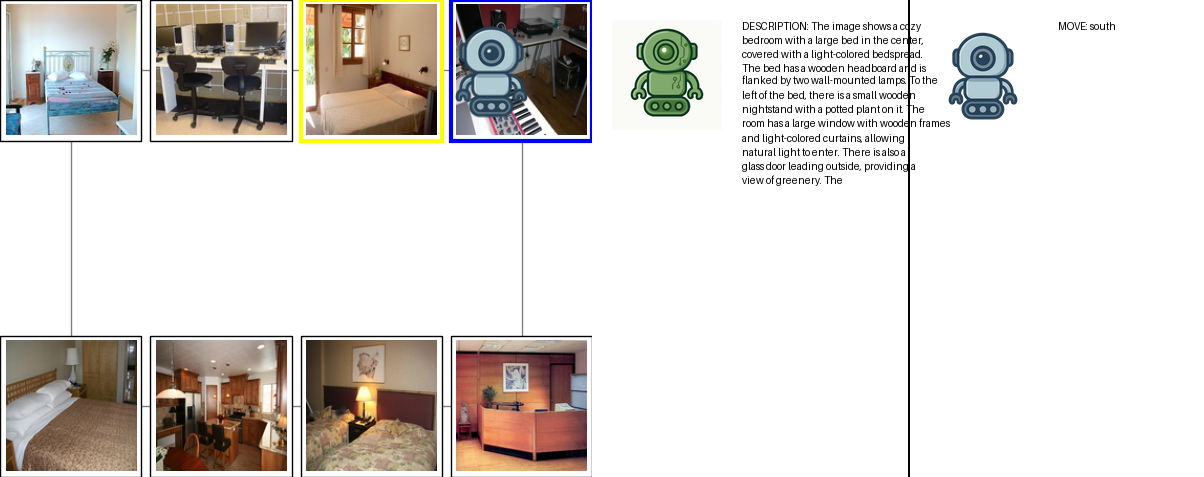 DESCRIPTION: The image shows a cozy
bedroom with a large bed in the center,
covered with a light-colored bedspread.
The bed has a wooden headboard and is
flanked by two wall-mounted lamps. To the
left of the bed, there is a small wooden
nightstand with a potted plant on it. The
room has a large window with wooden frames
and light-colored curtains, allowing
natural light to enter. There is also a
glass door leading outside, providing a
view of greenery. The
MOVE: south